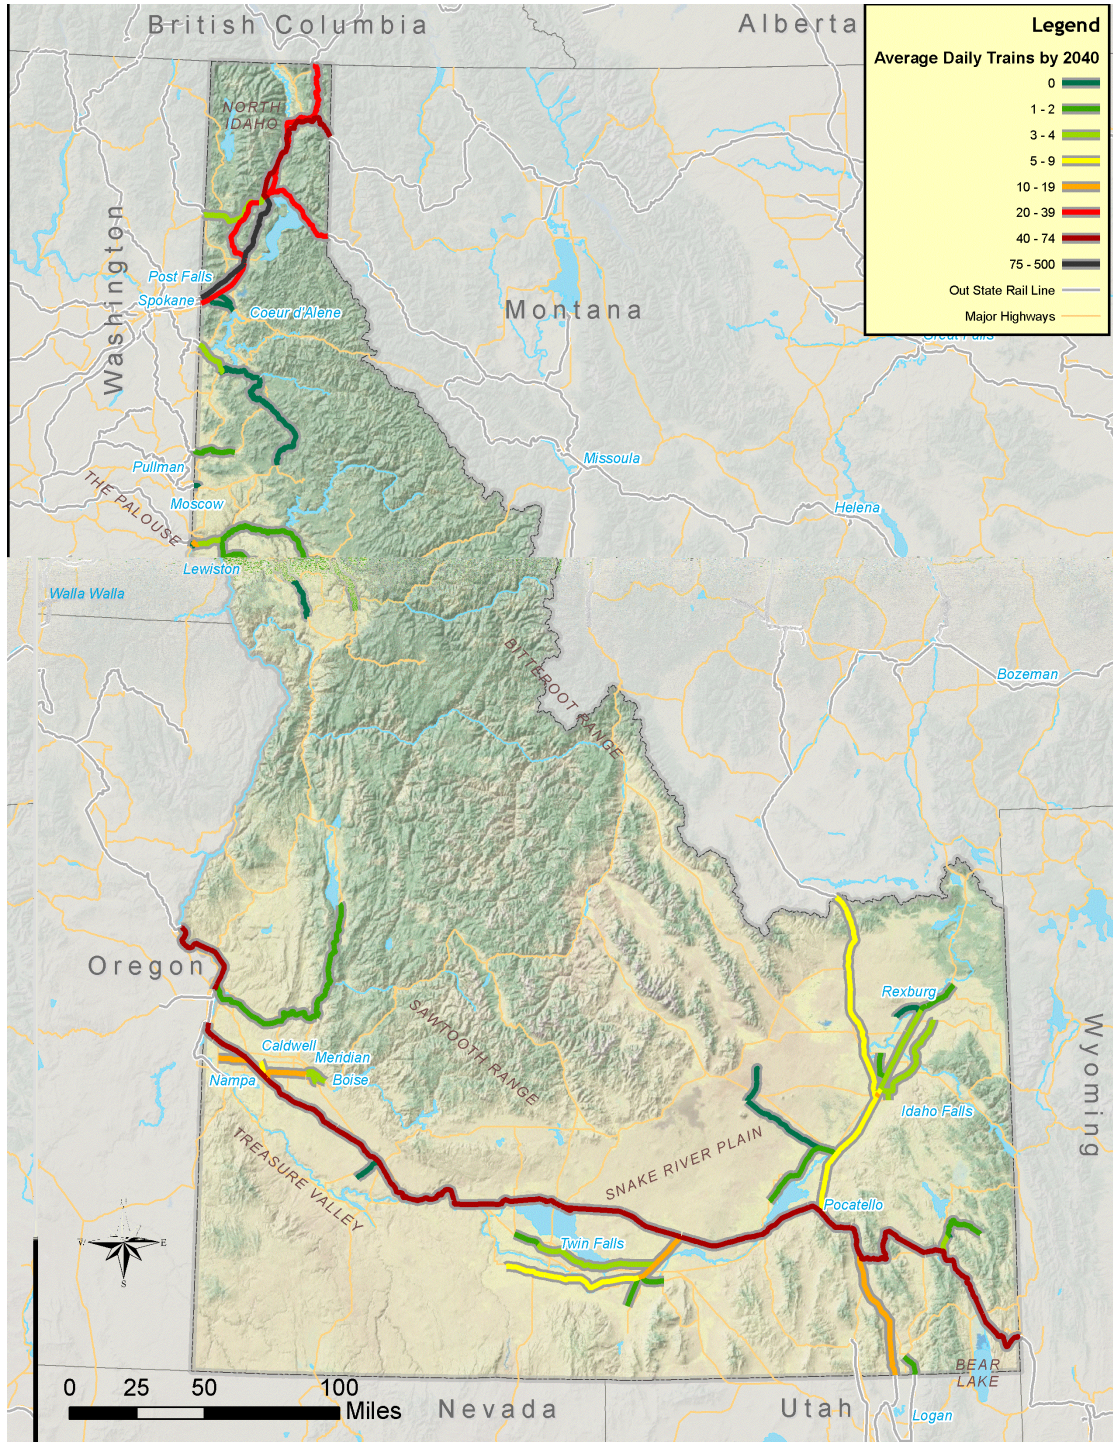 British Columbia
Alberta
Legend
Average Daily Trains by 2040
0
1 - 2
3 - 4
5 - 9
10 - 19
20 - 39
40 - 74
75 - 500
Out State Rail Line
Major Highways
NORTH
IDAHO
Washington
Post Falls
Spokane
Coeur d'Alene
Montana
Great Falls
Pullman
Missoula
THE PALOUSE
Moscow
Helena
Lewiston
Walla Walla
BITTEROOT RANGE
Bozeman
Oregon
Rexburg
SAWTOOTH RANGE
Wyoming
Caldwell
Meridian
Nampa
Boise
Idaho Falls
TREASURE VALLEY
SNAKE RIVER PLAIN
Pocatello
W
E
S
Twin Falls
BEAR
LAKE
0 25 50 100
Miles
Nevada
Utah
Logan